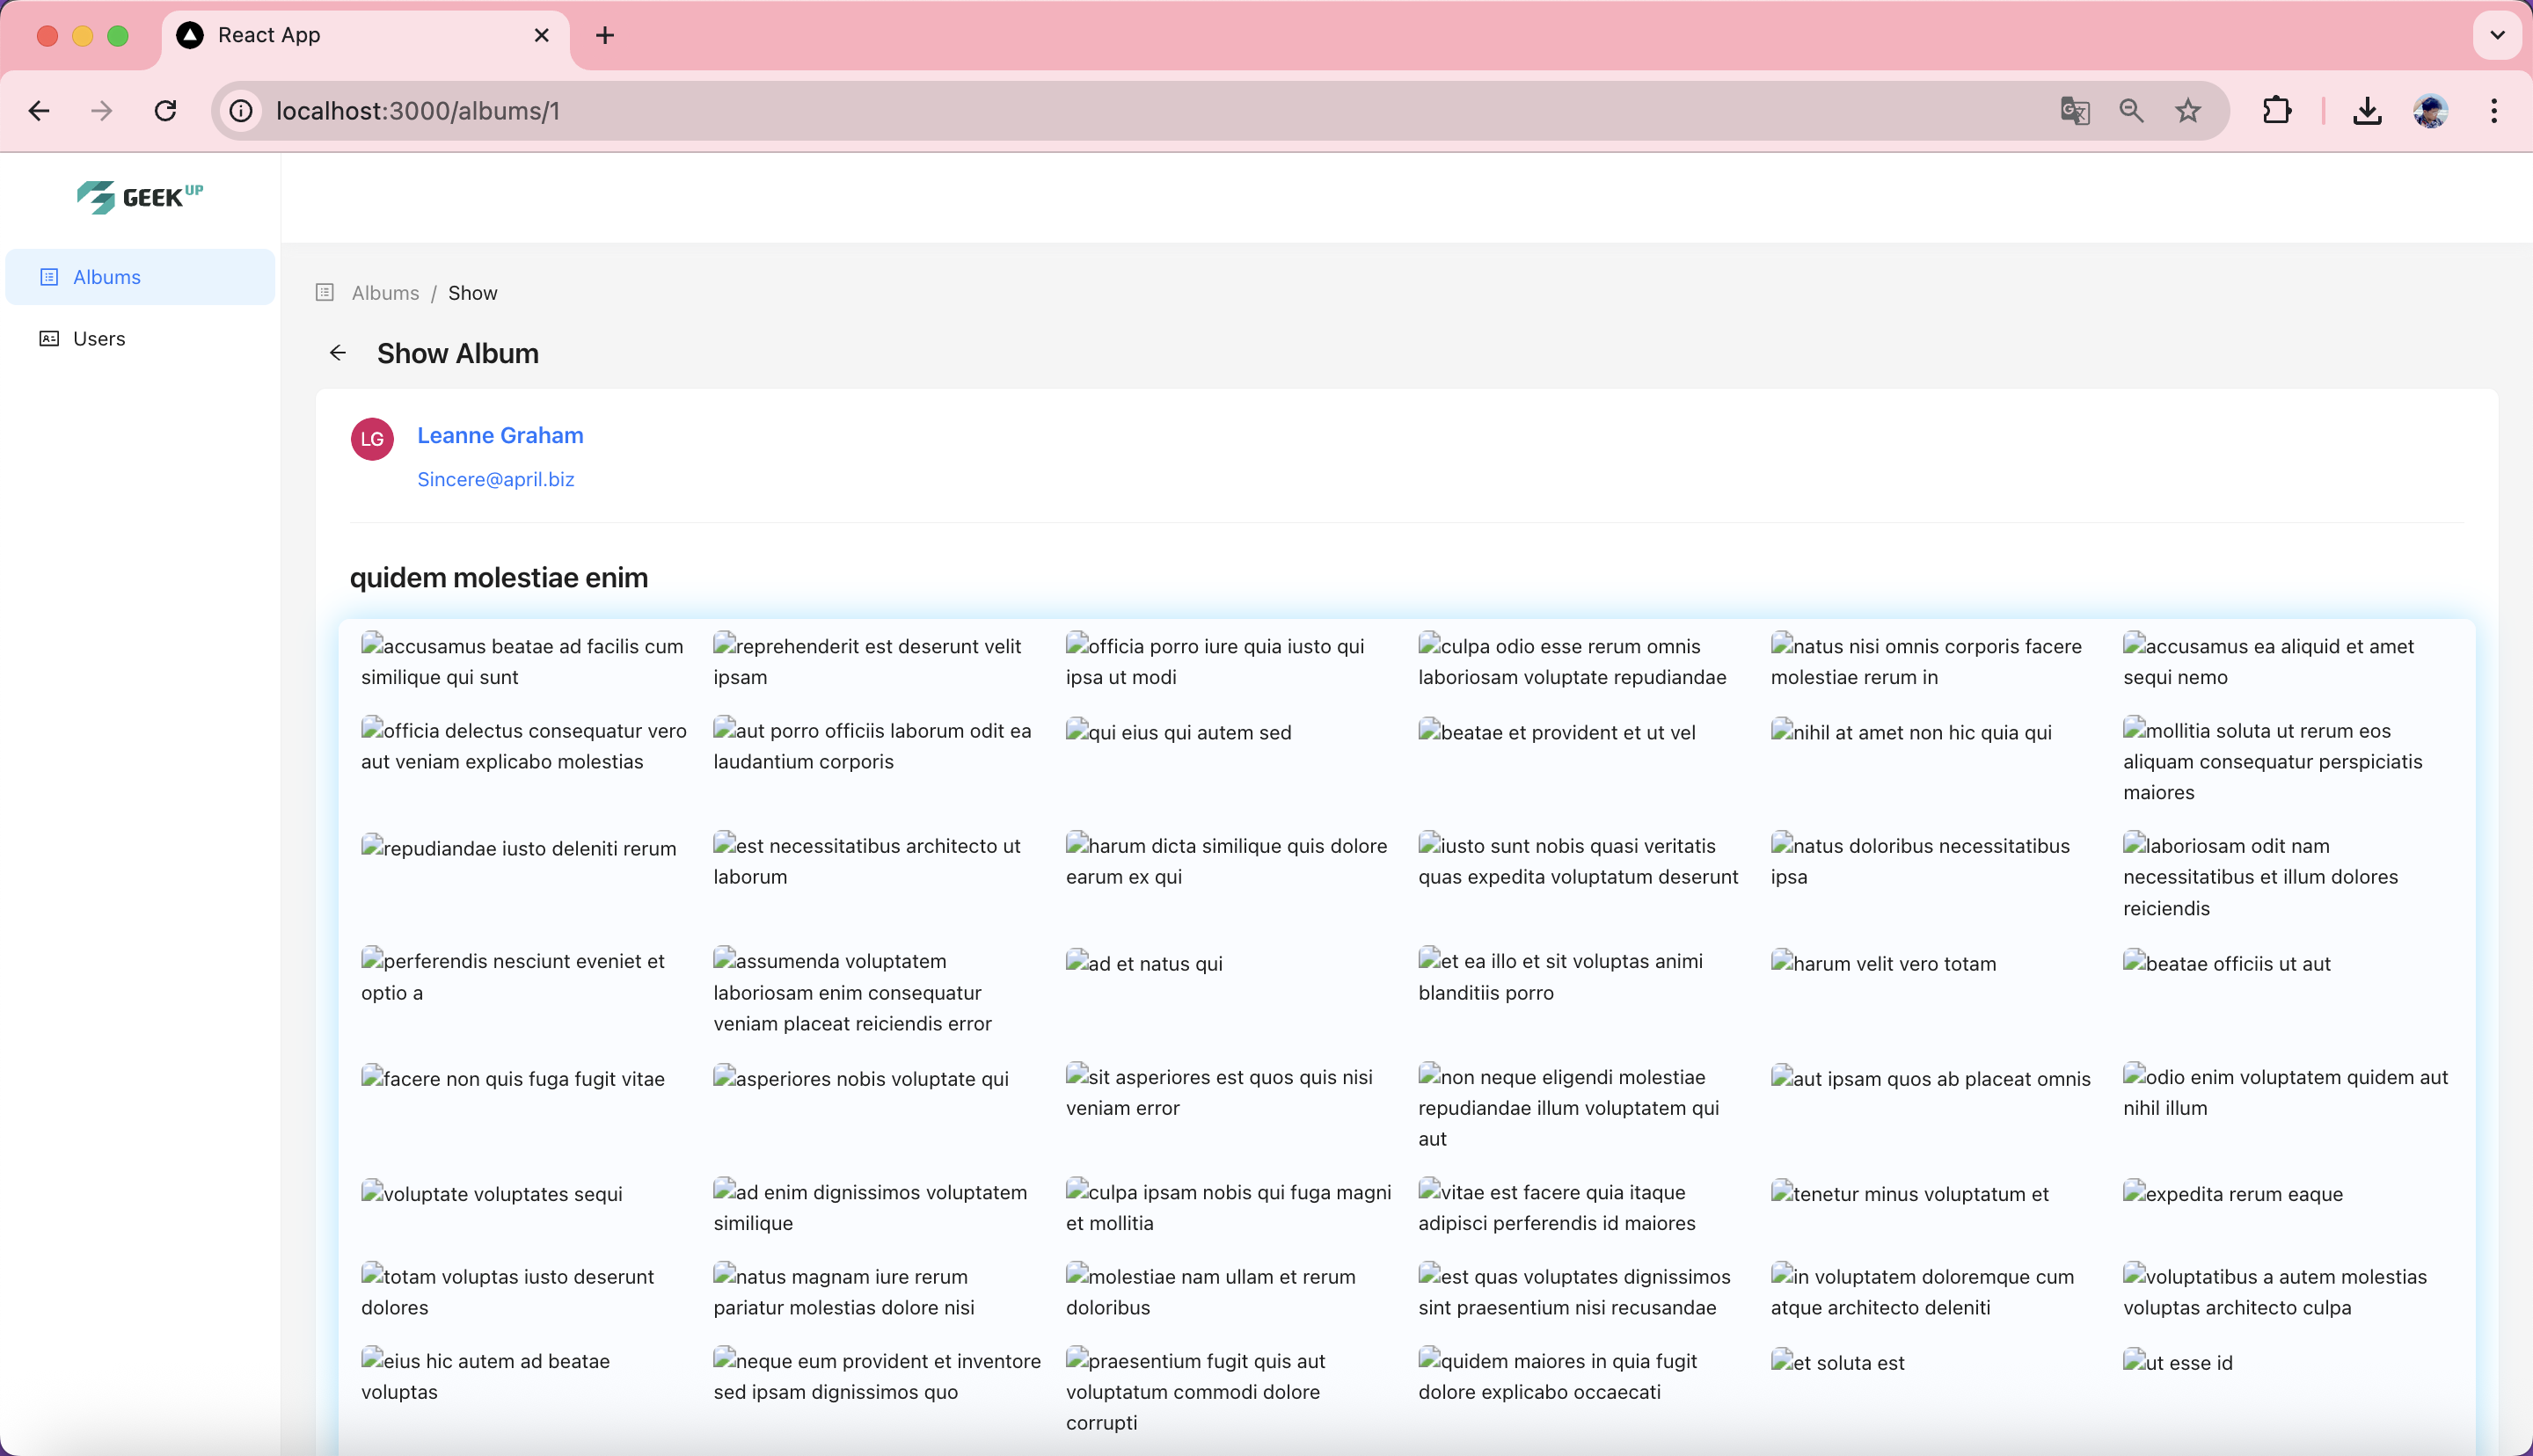 React App
localhost:3000/albums/1
GEEK UP
Albums
Users
Albums / Show
Show Album
LG
Leanne Graham
Sincere@april.biz
quidem molestiae enim
accusamus beatae ad facilis cum
similique qui sunt
reprehenderit est deserunt velit
ipsam
officia porro iure quia iusto qui
ipsa ut modi
culpa odio esse rerum omnis
laboriosam voluptate repudiandae
natus nisi omnis corporis facere
molestiae rerum in
accusamus ea aliquid et amet
sequi nemo
officia delectus consequatur vero
aut veniam explicabo molestias
aut porro officiis laborum odit ea
laudantium corporis
qui eius qui autem sed
beatae et provident et ut vel
nihil at amet non hic quia qui
mollitia soluta ut rerum eos
aliquam consequatur perspiciatis
maiores
repudiandae iusto deleniti rerum
est necessitatibus architecto ut
laborum
harum dicta similique quis dolore
earum ex qui
iusto sunt nobis quasi veritatis
quas expedita voluptatum deserunt
natus doloribus necessitatibus
ipsa
laboriosam odit nam
necessitatibus et illum dolores
reiciendis
perferendis nesciunt eveniet et
optio a
assumenda voluptatem
laboriosam enim consequatur
veniam placeat reiciendis error
ad et natus qui
et ea illo et sit voluptas animi
blanditiis porro
harum velit vero totam
beatae officiis ut aut
facere non quis fuga fugit vitae
asperiores nobis voluptate qui
sit asperiores est quos quis nisi
veniam error
non neque eligendi molestiae
repudiandae illum voluptatem qui
aut
aut ipsam quos ab placeat omnis
odio enim voluptatem quidem aut
nihil illum
voluptate voluptates sequi
ad enim dignissimos voluptatem
similique
culpa ipsam nobis qui fuga magni
et mollitia
vitae est facere quia itaque
adipisci perferendis id maiores
tenetur minus voluptatum et
expedita rerum eaque
totam voluptas iusto deserunt
dolores
natus magnam iure rerum
pariatur molestias dolore nisi
molestiae nam ullam et rerum
doloribus
est quas voluptates dignissimos
sint praesentium nisi recusandae
in voluptatem doloremque cum
atque architecto deleniti
voluptatibus a autem molestias
voluptas architecto culpa
eius hic autem ad beatae
voluptas
neque eum provident et inventore
sed ipsam dignissimos quo
praesentium fugit quis aut
voluptatum commodi dolore
corrupti
quidem maiores in quia fugit
dolore explicabo occaecati
et soluta est
ut esse id